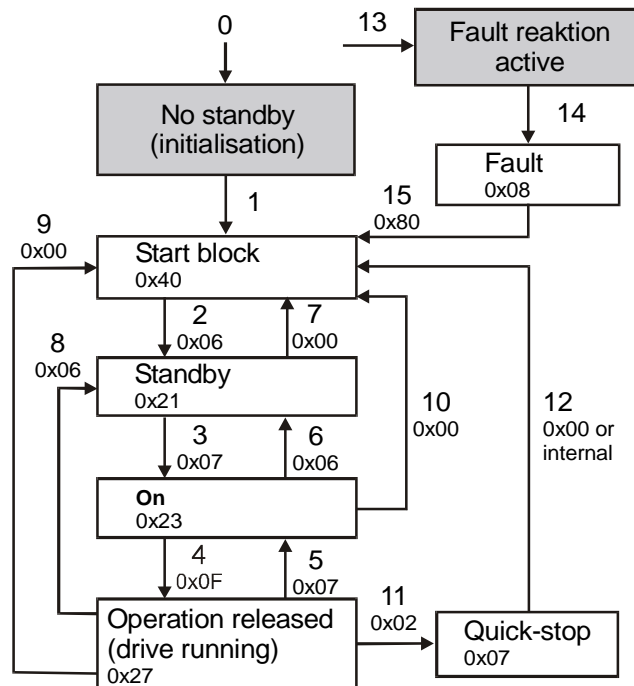 0
13
Fault reaktion
active
No standby
(initialisation)
14
Fault
0x08
1
15
0x80
9
0x00
Start block
0x40
2
0x06
7
0x00
8
0x06
Standby
0x21
10
0x00
12
0x00 or
internal
3
0x07
6
0x06
On
0x23
4
0x0F
5
0x07
11
0x02
Operation released
(drive running)
0x27
Quick-stop
0x07